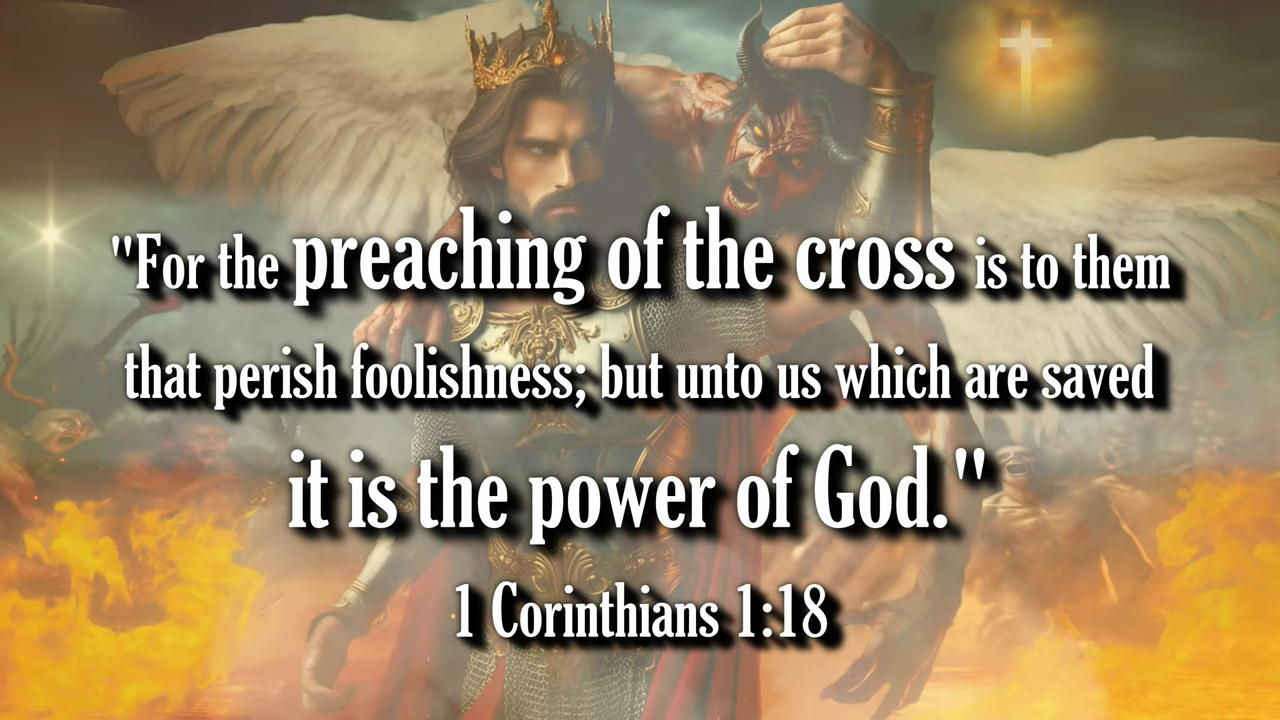 "For the preaching of the cross is to them
that perish foolishness; but unto us which are saved
it is the power of God."
1 Corinthians 1:18